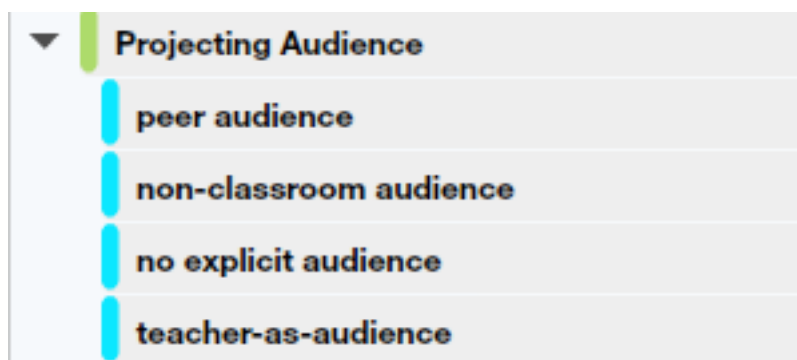 Projecting Audience
peer audience
non-classroom audience
no explicit audience
teacher-as-audience